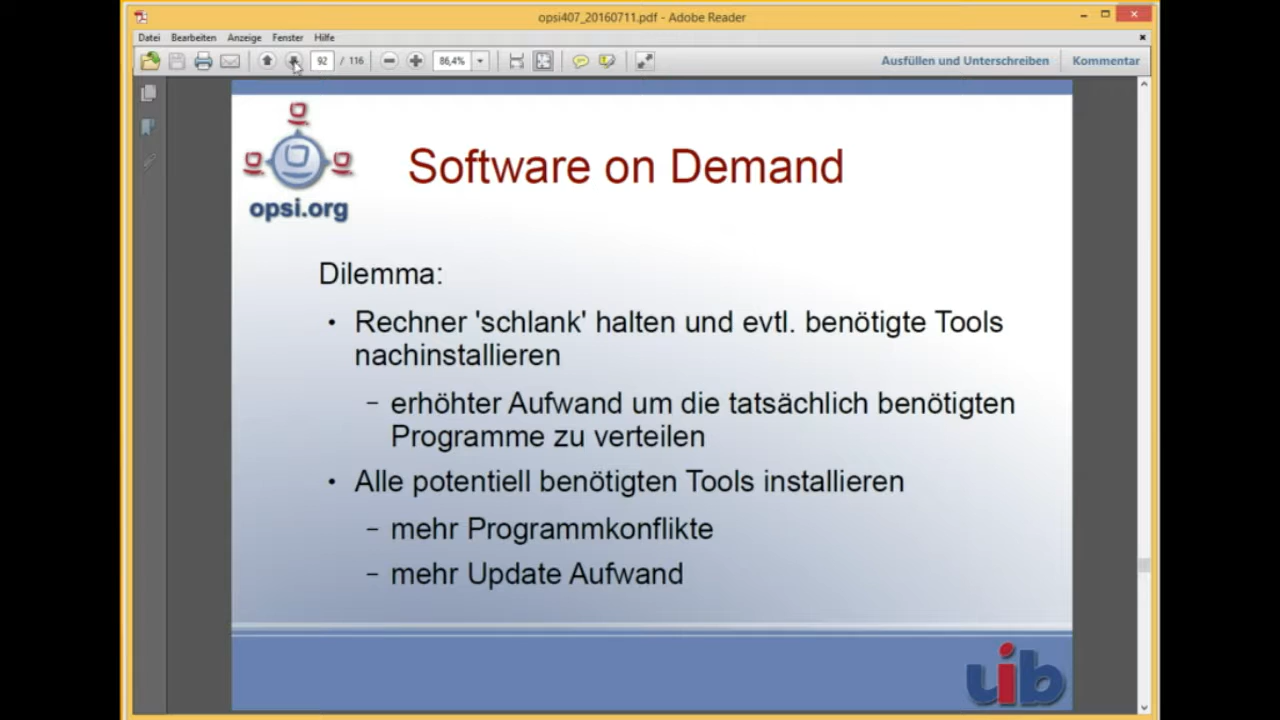 opsi407_20160711.pdf - Adobe Reader
Datei Bearbeiten Anzeige Fenster Hilfe
92 / 116 86,4% Ausfüllen und Unterschreiben Kommentar
opsi.org
Software on Demand
Dilemma:
• Rechner 'schlank' halten und evtl. benötigte Tools
nachinstallieren
– erhöhter Aufwand um die tatsächlich benötigten
Programme zu verteilen
• Alle potentiell benötigten Tools installieren
– mehr Programmkonflikte
– mehr Update Aufwand
uib